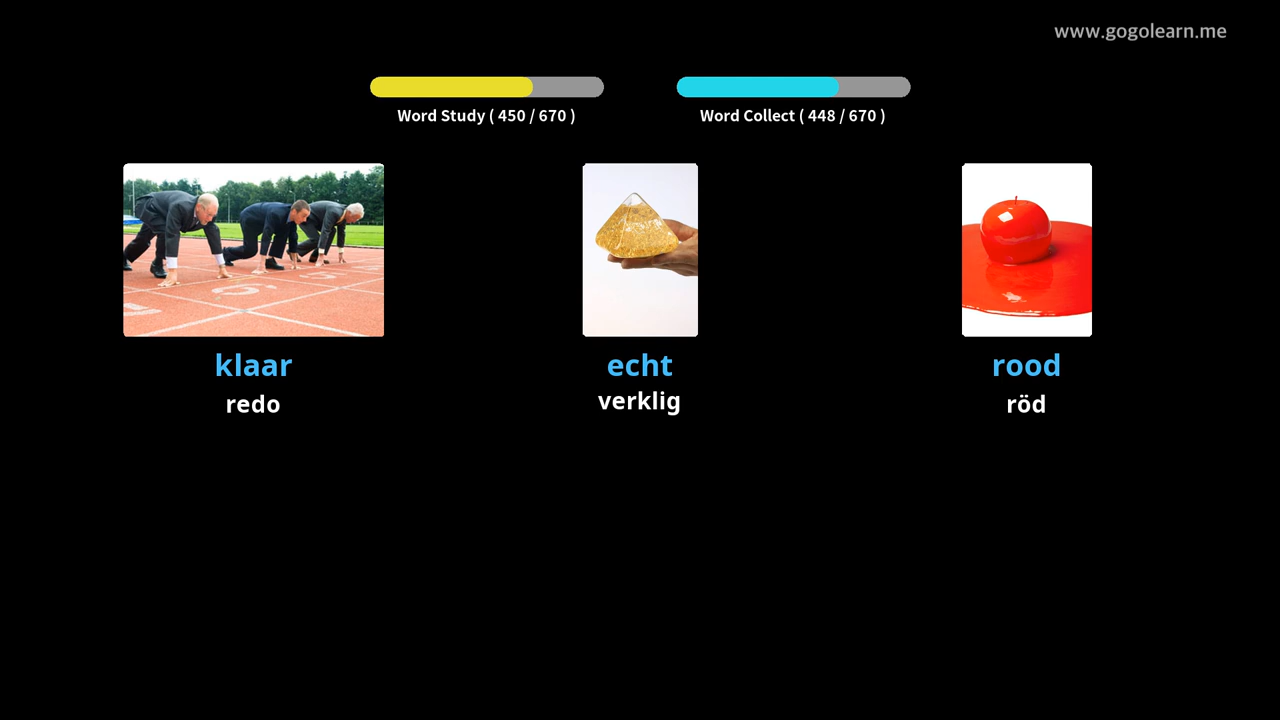 www.gogolearn.me
Word Study ( 450 / 670 )
Word Collect ( 448 / 670 )
klaar
redo
echt
verklig
rood
röd